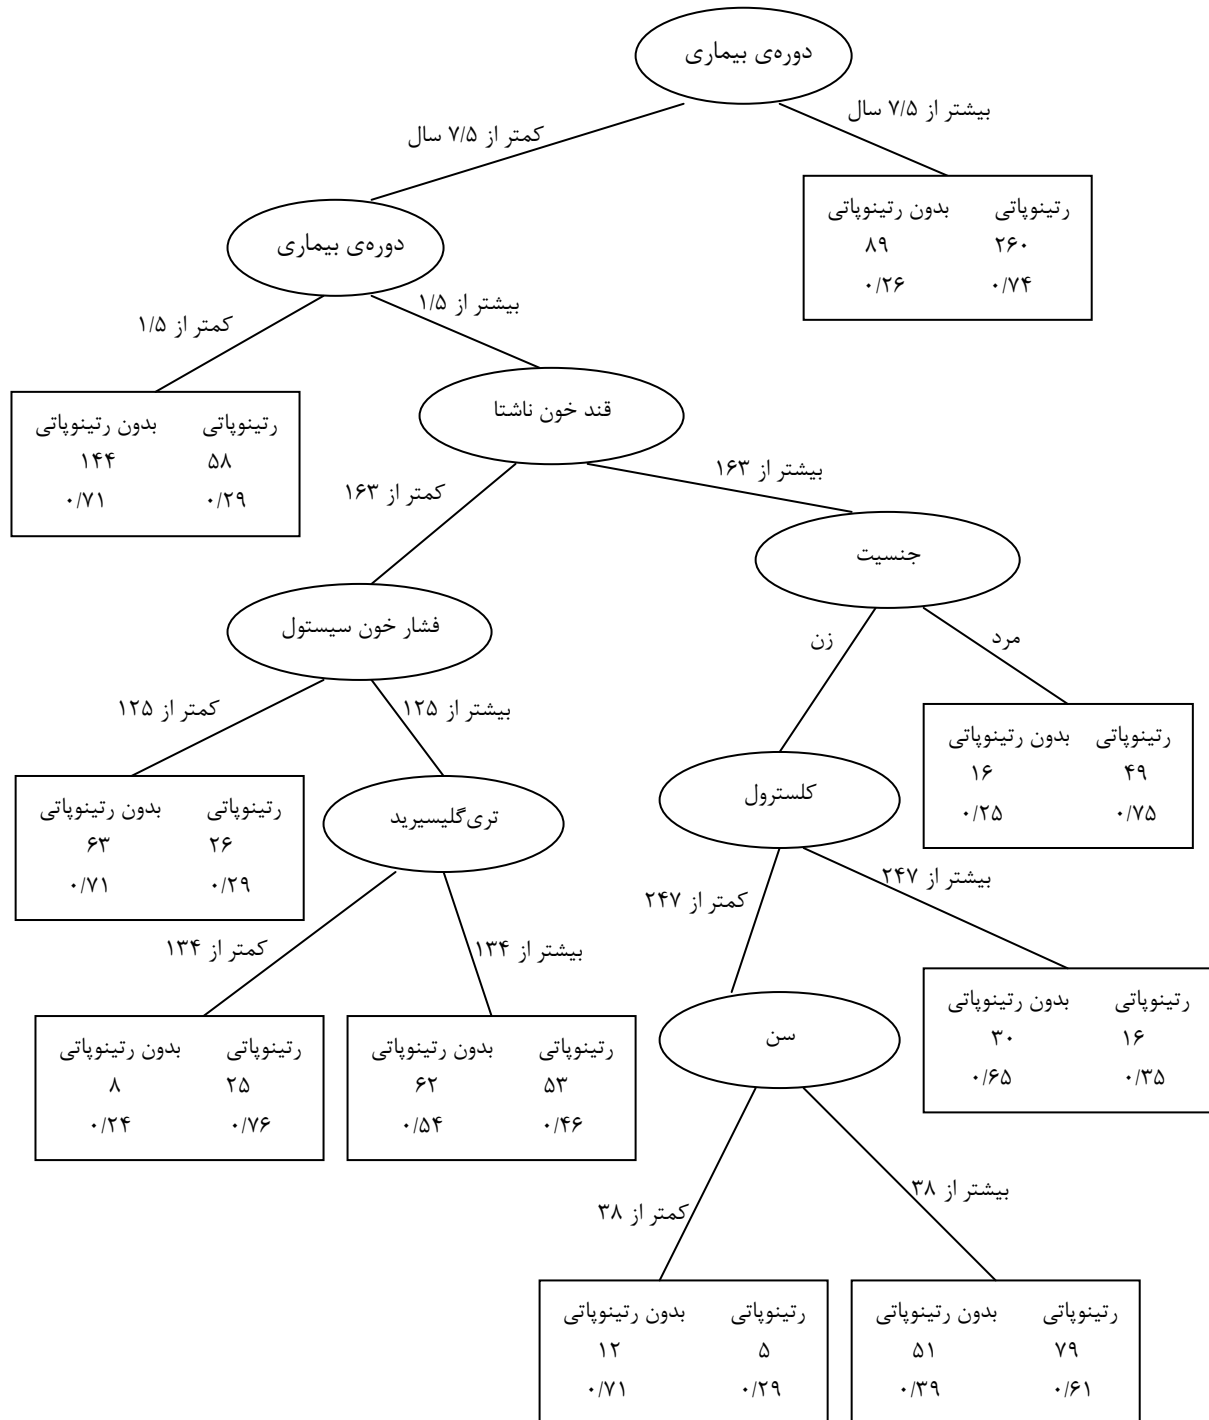 دوره‌ی بیماری
بیشتر از ۷/۵ سال
کمتر از ۷/۵ سال
رتینوپاتی بدون رتینوپاتی
۲۶۰ ۸۹
۰/۷۴ ۰/۲۶
دوره‌ی بیماری
بیشتر از ۱/۵
کمتر از ۱/۵
رتینوپاتی بدون رتینوپاتی
۵۸ ۱۴۴
۰/۲۹ ۰/۷۱
قند خون ناشتا
بیشتر از ۱۶۳
کمتر از ۱۶۳
جنسیت
مرد
زن
فشار خون سیستول
بیشتر از ۱۲۵
کمتر از ۱۲۵
رتینوپاتی بدون رتینوپاتی
۴۹ ۱۶
۰/۷۵ ۰/۲۵
کلسترول
تری‌گلیسیرید
رتینوپاتی بدون رتینوپاتی
۲۶ ۶۳
۰/۲۹ ۰/۷۱
بیشتر از ۲۴۷
کمتر از ۲۴۷
بیشتر از ۱۳۴
کمتر از ۱۳۴
رتینوپاتی بدون رتینوپاتی
۱۶ ۳۰
۰/۳۵ ۰/۶۵
سن
رتینوپاتی بدون رتینوپاتی
۵۳ ۶۲
۰/۴۶ ۰/۵۴
رتینوپاتی بدون رتینوپاتی
۲۵ ۸
۰/۷۶ ۰/۲۴
بیشتر از ۳۸
کمتر از ۳۸
رتینوپاتی بدون رتینوپاتی
۷۹ ۵۱
۰/۶۱ ۰/۳۹
رتینوپاتی بدون رتینوپاتی
۵ ۱۲
۰/۲۹ ۰/۷۱